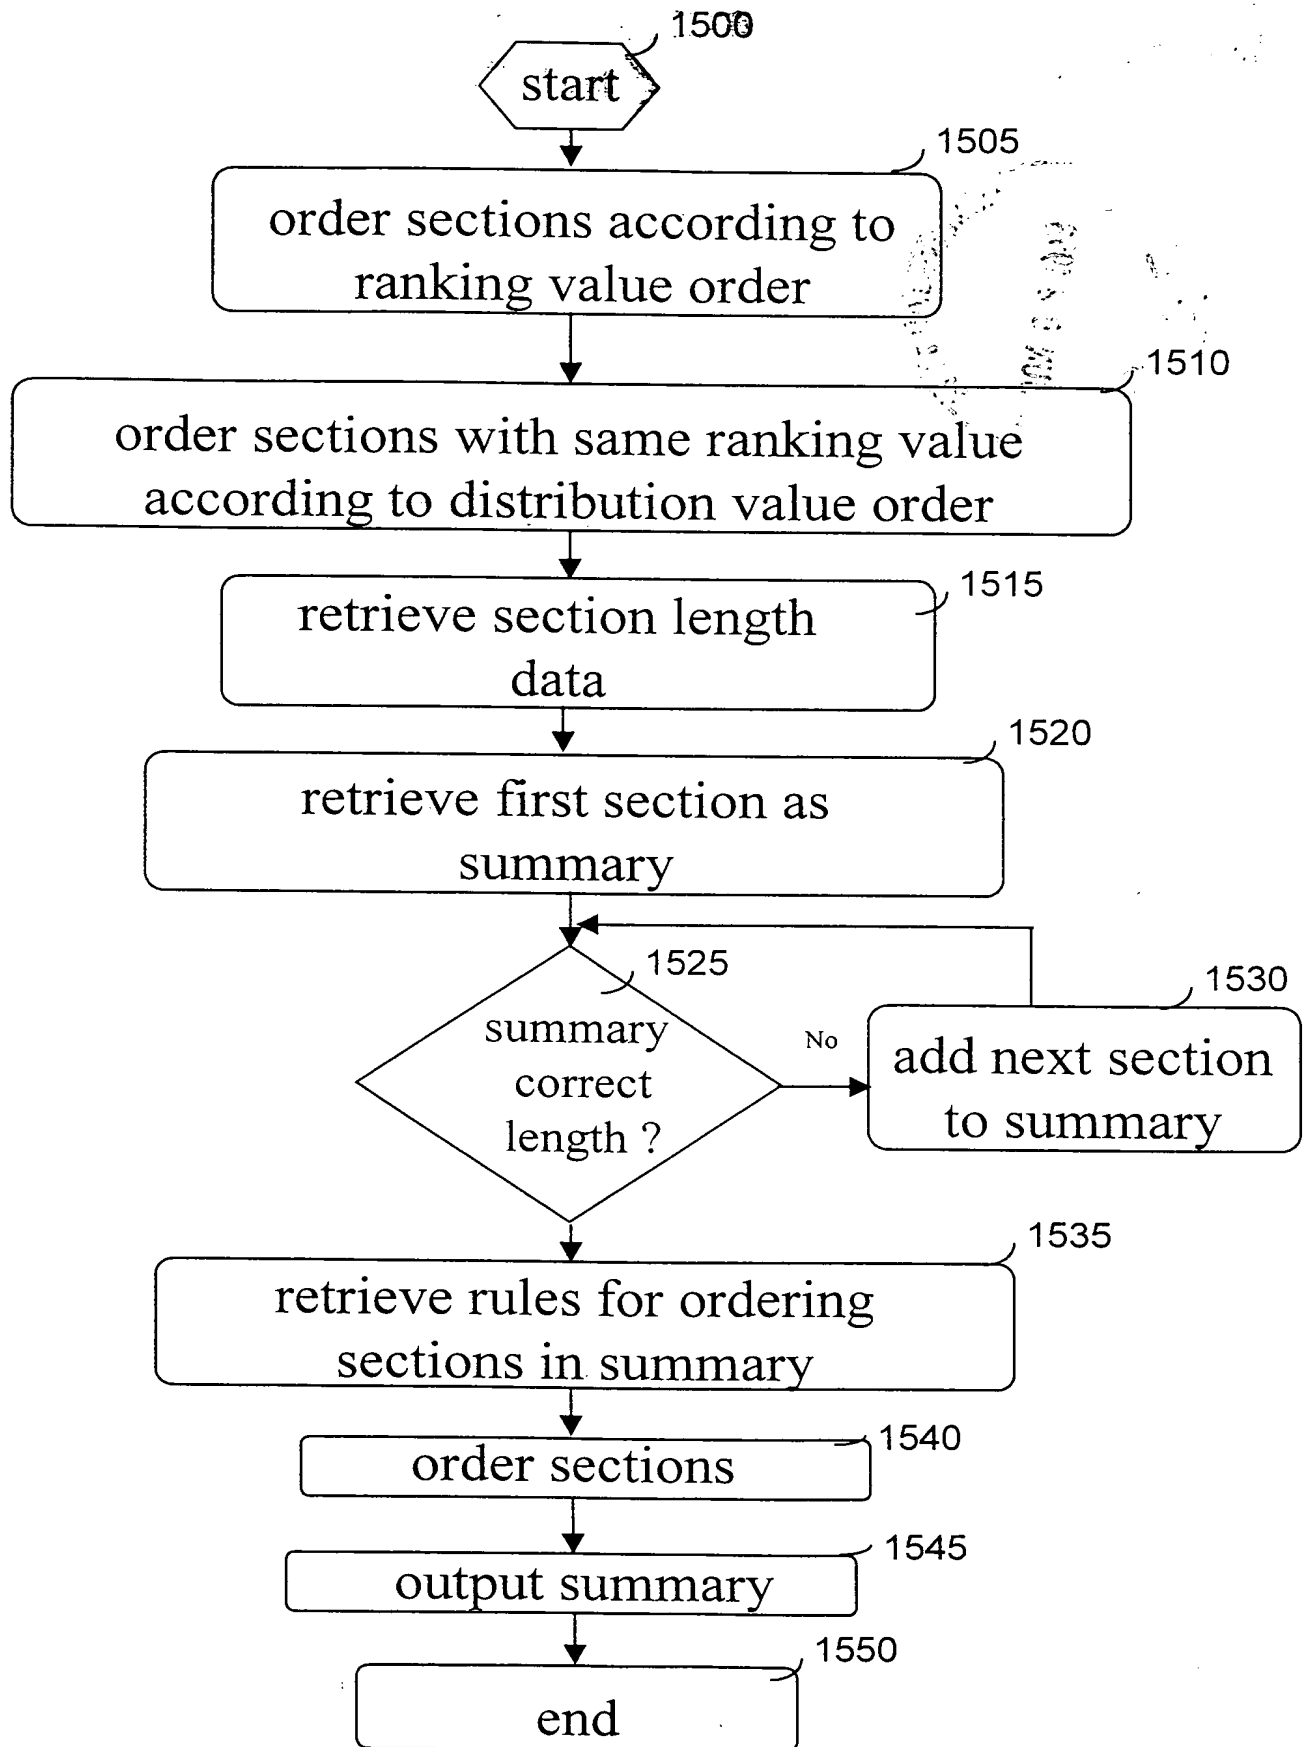 1500
start
1505
order sections according to
ranking value order
1510
order sections with same ranking value
according to distribution value order
1515
retrieve section length
data
1520
retrieve first section as
summary
1525
summary
correct
length ?
No
1530
add next section
to summary
1535
retrieve rules for ordering
sections in summary
1540
order sections
1545
output summary
1550
end